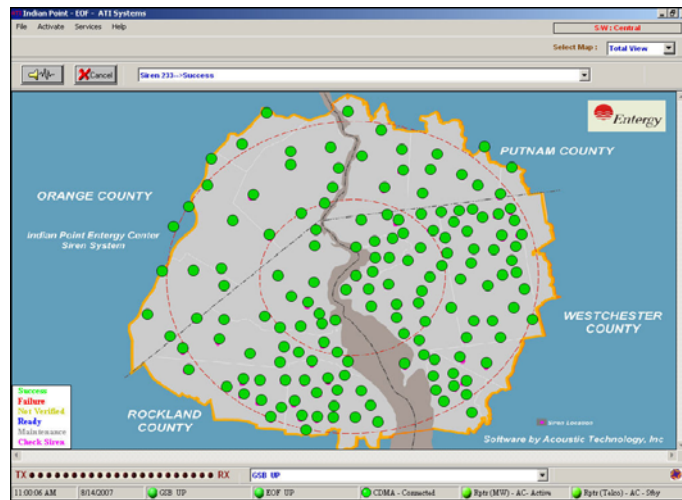 Indian Point - EOF - ATI Systems
File Activate Services Help
S/W : Central
Select Map : Total View
Cancel
Siren 233-->Success
Entergy
PUTNAM COUNTY
ORANGE COUNTY
Indian Point Entergy Center
Siren System
WESTCHESTER
COUNTY
ROCKLAND
COUNTY
Success
Failure
Not Verified
Ready
Maintenance
Check Siren
Siren Location
Software by Acoustic Technology, Inc
TX RX GSB UP
11:00:06 AM 8/14/2007 GSB UP EOF UP CDMA - Connected Rptr (MW) - AC- Active Rptr (Telco) - AC - Dby